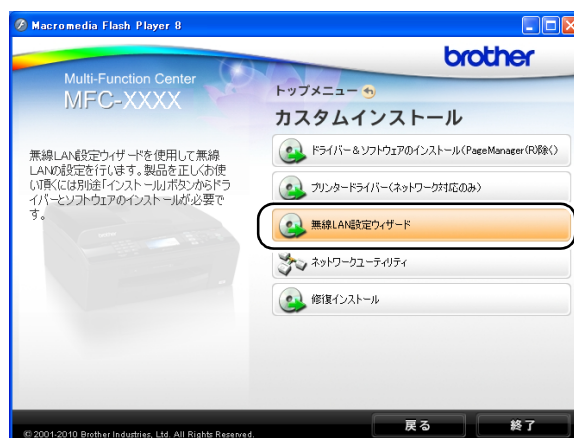 Macromedia Flash Player 8
brother
Multi-Function Center
MFC-XXXX
トップメニュー
カスタムインストール
無線LAN設定ウィザードを使用して無線
LANの設定を行います。製品を正しくお使
い頂くには別途「インストール」ボタンからドラ
イバーとソフトウェアのインストールが必要で
す。
ドライバー＆ソフトウェアのインストール(PageManager(R)除く)
プリンタードライバー(ネットワーク対応のみ)
無線LAN設定ウィザード
ネットワークユーティリティ
修復インストール
戻る
終了
© 2001-2010 Brother Industries, Ltd. All Rights Reserved.